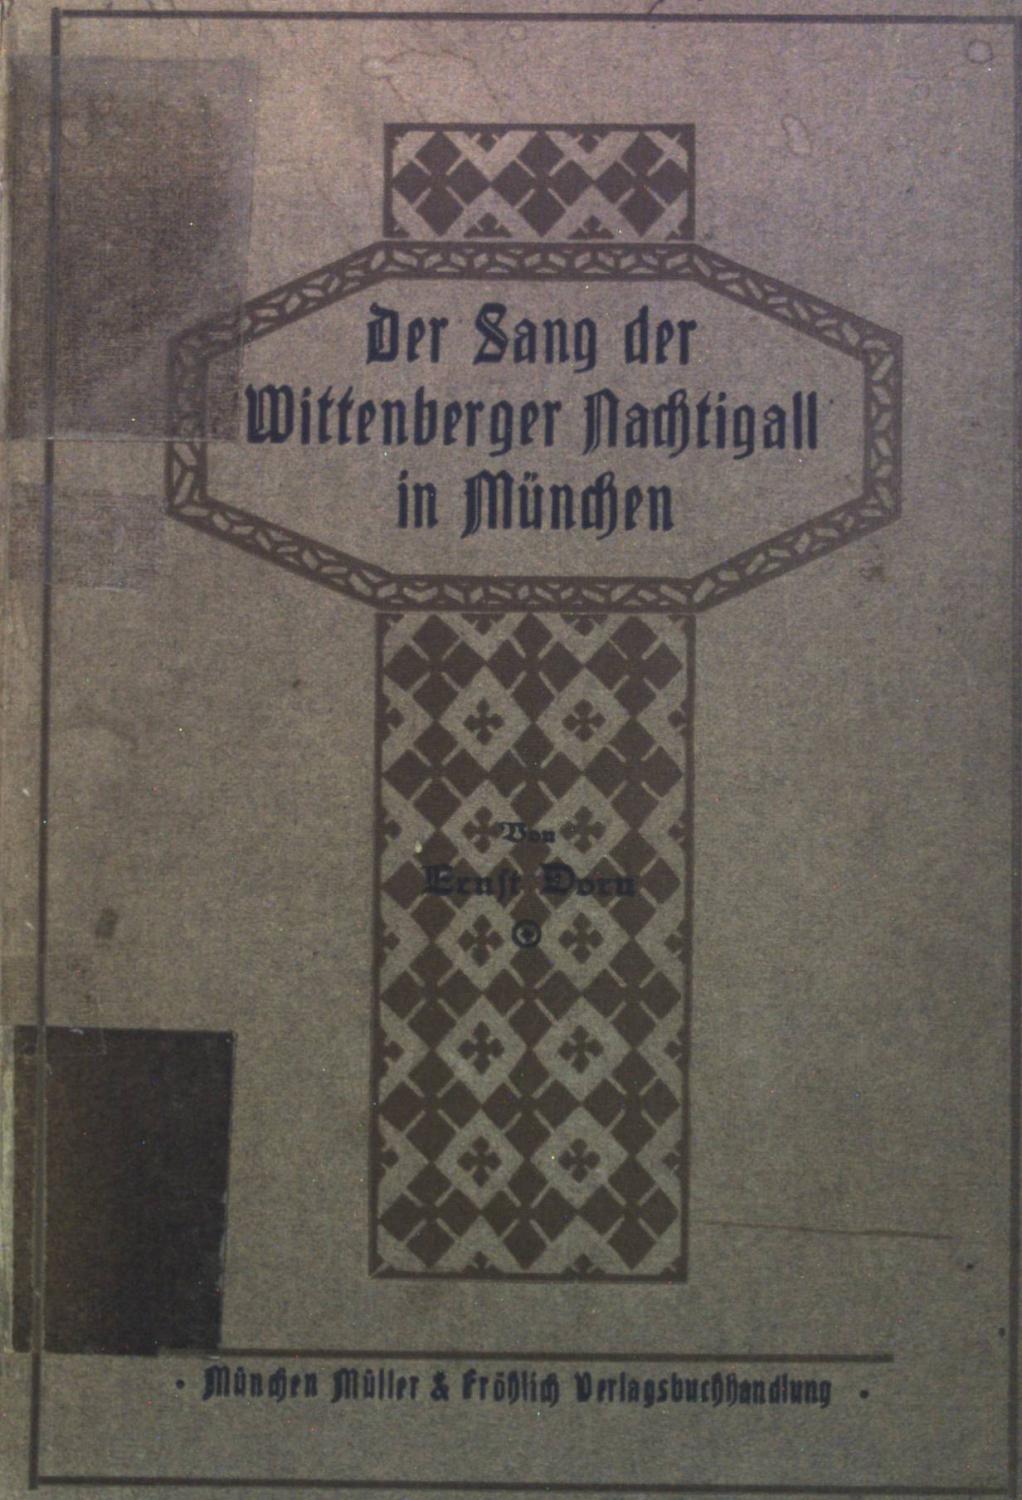 Der Sang der
Wittenberger Nachtigall
in München
Von
Ernst Dorn
• München Müller & Fröhlich Verlagsbuchhandlung •